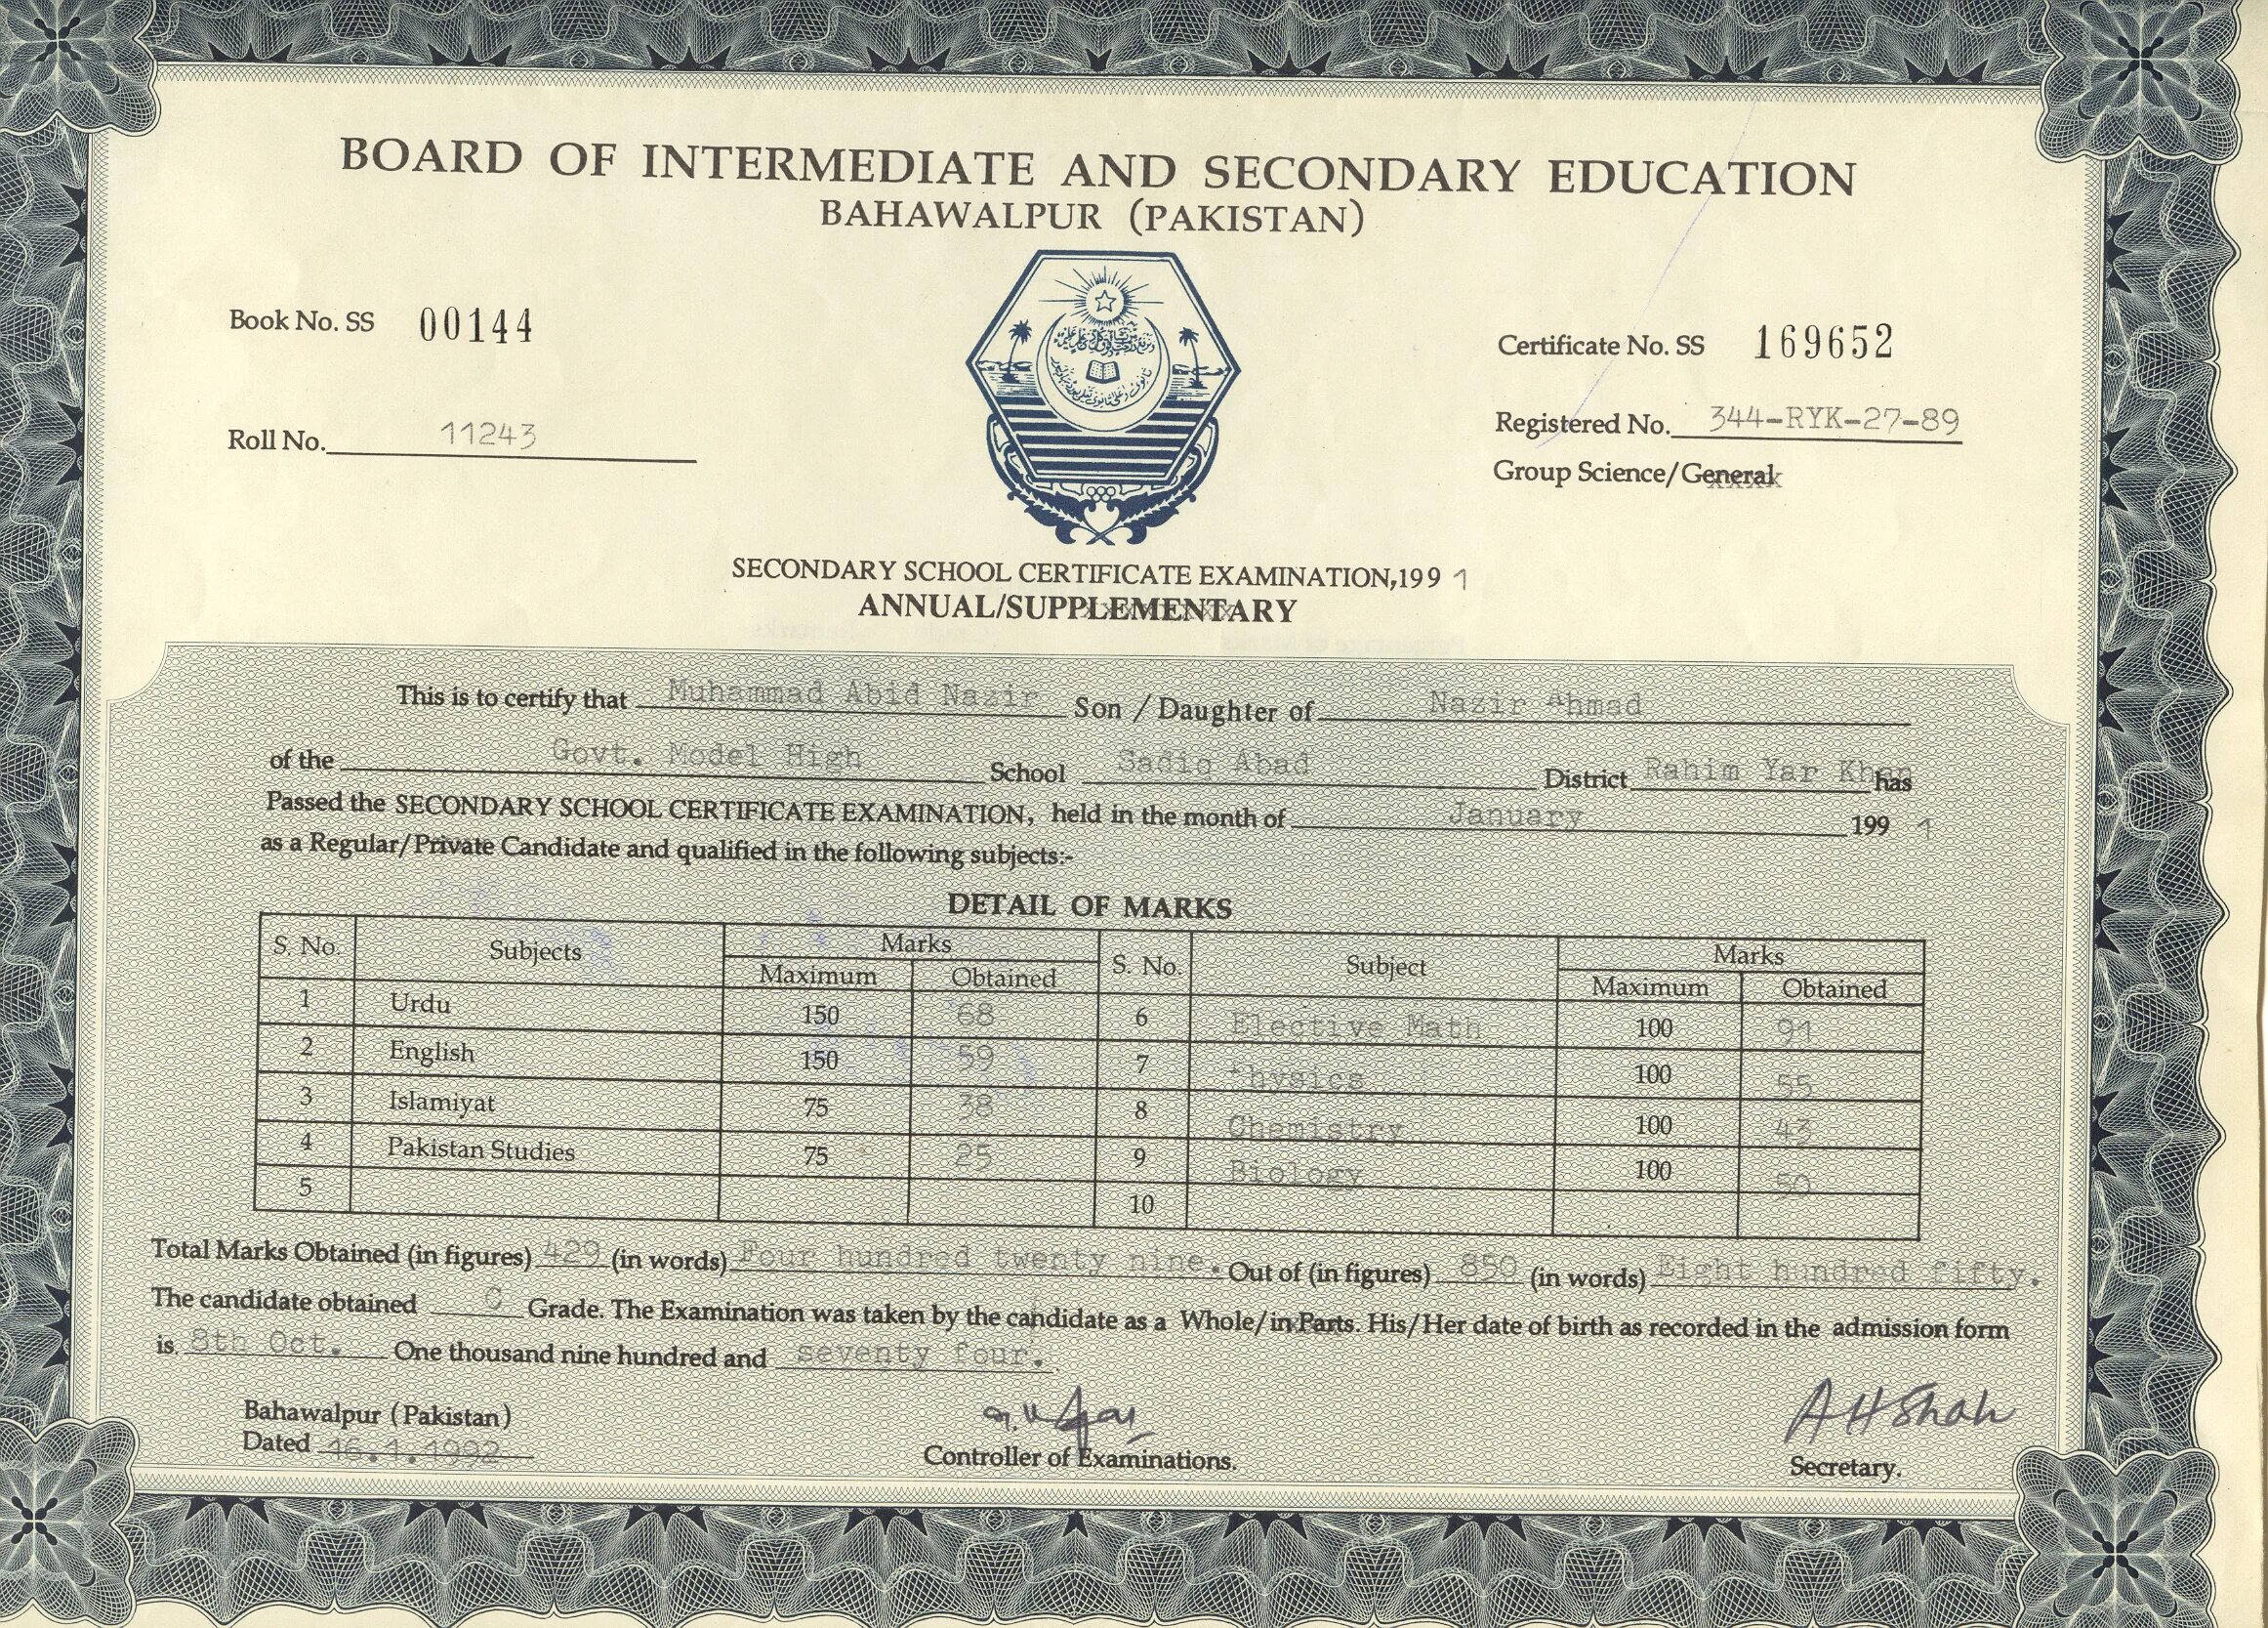 BOARD OF INTERMEDIATE AND SECONDARY EDUCATION
BAHAWALPUR (PAKISTAN)
Book No. SS 00144
Certificate No. SS 169652
Roll No. 11243
Registered No. 344-RYK-27-89
Group Science/General
SECONDARY SCHOOL CERTIFICATE EXAMINATION,199 1
ANNUAL/SUPPLEMENTARY
This is to certify that Muhammad Abid Nazir Son / Daughter of Nazir Ahmad
of the Govt. Model High School Sadiq Abad District Rahim Yar Khan has
Passed the SECONDARY SCHOOL CERTIFICATE EXAMINATION, held in the month of January 199 1
as a Regular/Private Candidate and qualified in the following subjects:-
DETAIL OF MARKS
S. No. Subjects Marks S. No. Subject Marks
Maximum Obtained Maximum Obtained
1 Urdu 150 68 6 Elective Math 100 91
2 English 150 59 7 Physics 100 55
3 Islamiyat 75 38 8 Chemistry 100 43
4 Pakistan Studies 75 25 9 Biology 100 50
5 10
Total Marks Obtained (in figures) 429 (in words) Four hundred twenty nine. Out of (in figures) 850 (in words) Eight hundred fifty.
The candidate obtained C Grade. The Examination was taken by the candidate as a Whole/in Parts. His/Her date of birth as recorded in the admission form
is. 8th Oct. One thousand nine hundred and seventy four.
Bahawalpur (Pakistan)
Dated 16.1.1992
A H Shah
Controller of Examinations.
Secretary.